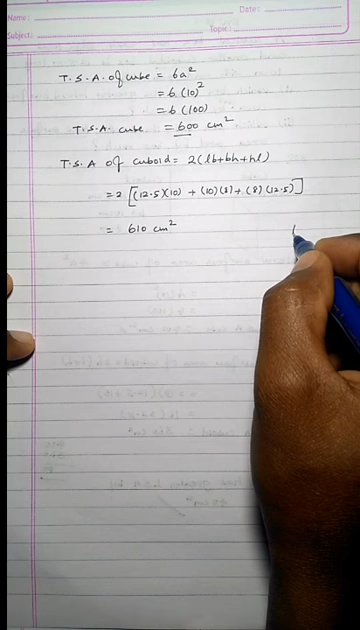 Name:
Date:
Subject:
Topic:
T.S.A. of cube = 6a²
= 6 (10)²
= 6 (100)
T.S.A. cube = 600 cm²
T.S.A of cuboid = 2(lb+bh+hl)
= 2 [(12.5)(10) + (10)(8) + (8)(12.5)]
= 610 cm²